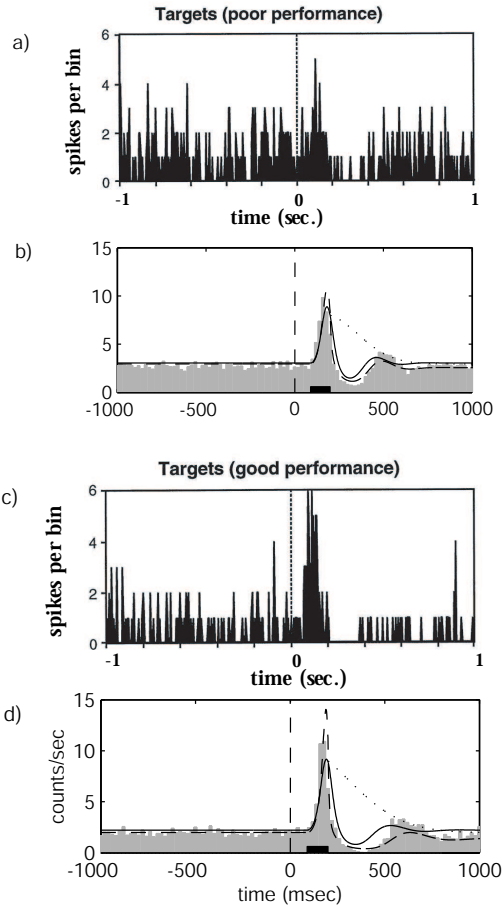 Targets (poor performance)
a)
6
4
2
0
spikes per bin
-1 0 1
time (sec.)
b)
15
10
5
0
-1000 -500 0 500 1000
Targets (good performance)
c)
6
4
2
0
spikes per bin
-1 0 1
time (sec.)
d)
15
10
5
0
counts/sec
-1000 -500 0 500 1000
time (msec)